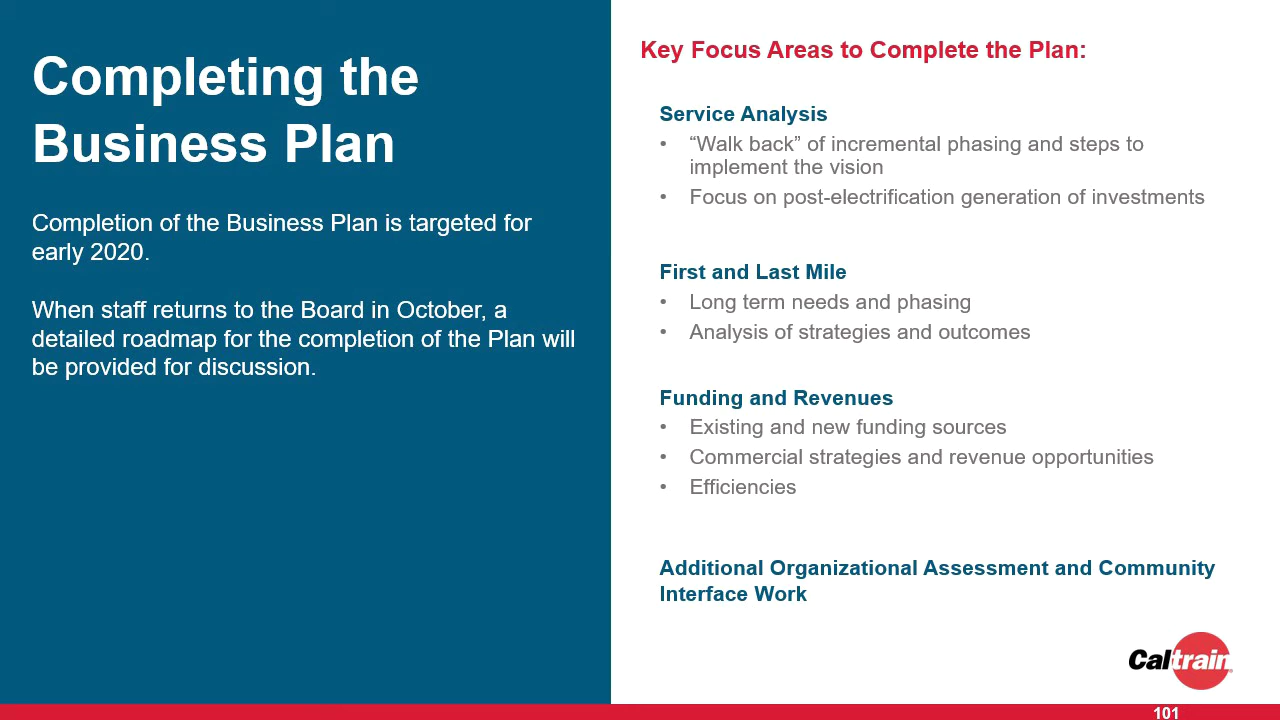 Completing the
Business Plan
Completion of the Business Plan is targeted for
early 2020.
When staff returns to the Board in October, a
detailed roadmap for the completion of the Plan will
be provided for discussion.
Key Focus Areas to Complete the Plan:
Service Analysis
• “Walk back” of incremental phasing and steps to
implement the vision
• Focus on post-electrification generation of investments
First and Last Mile
• Long term needs and phasing
• Analysis of strategies and outcomes
Funding and Revenues
• Existing and new funding sources
• Commercial strategies and revenue opportunities
• Efficiencies
Additional Organizational Assessment and Community
Interface Work
Caltrain
101